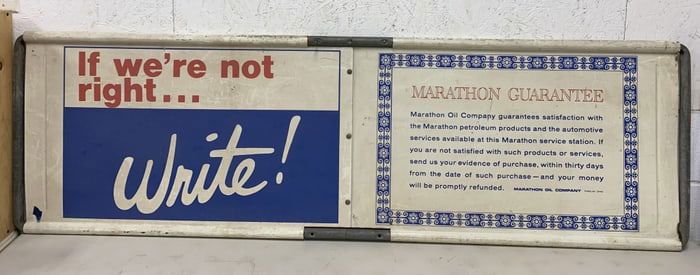 If we're not
right...
Write!
MARATHON GUARANTEE
Marathon Oil Company guarantees satisfaction with
the Marathon petroleum products and the automotive
services available at this Marathon service station. If
you are not satisfied with such products or services,
send us your evidence of purchase, within thirty days
from the date of such purchase — and your money
will be promptly refunded. MARATHON OIL COMPANY